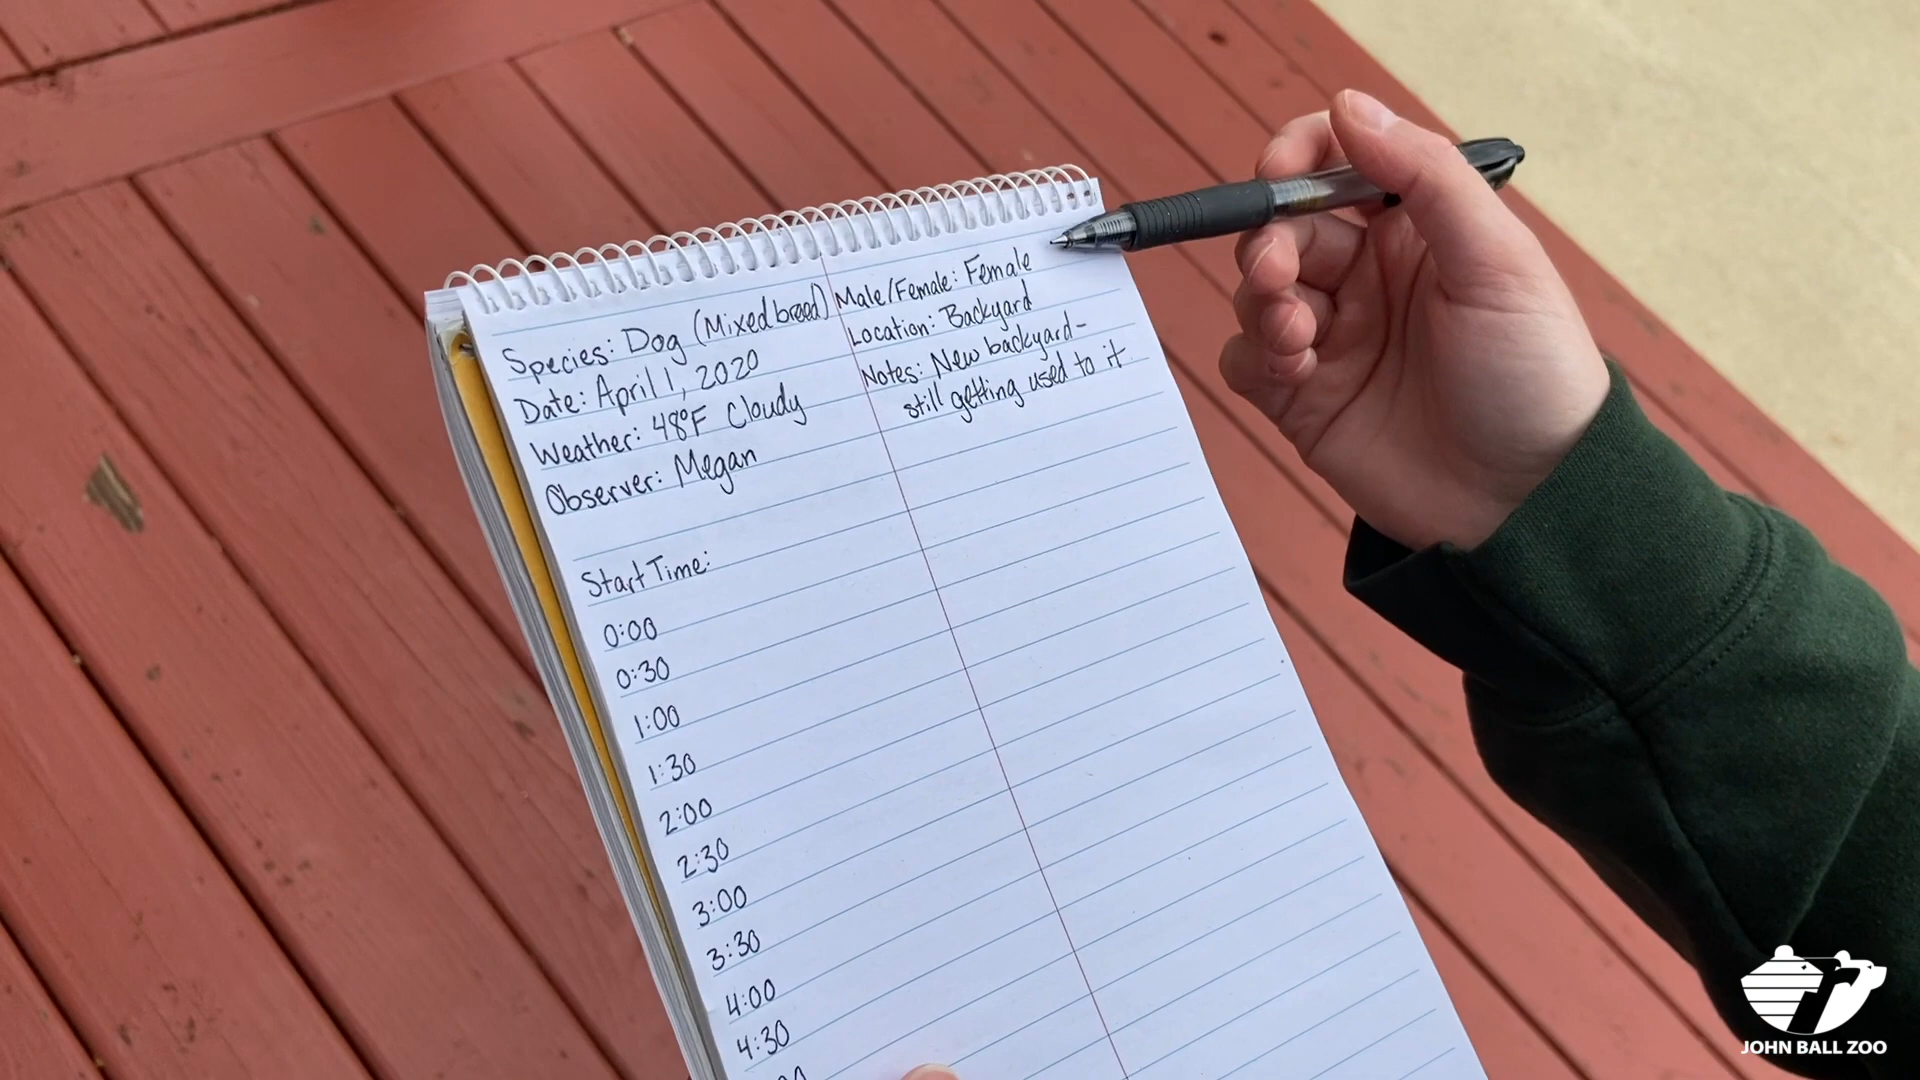 Species: Dog (Mixed breed)
Date: April 1, 2020
Weather: 48°F Cloudy
Observer: Megan
Male/Female: Female
Location: Backyard
Notes: New backyard-
still getting used to it
Start Time:
0:00
0:30
1:00
1:30
2:00
2:30
3:00
3:30
4:00
4:30
JOHN BALL ZOO